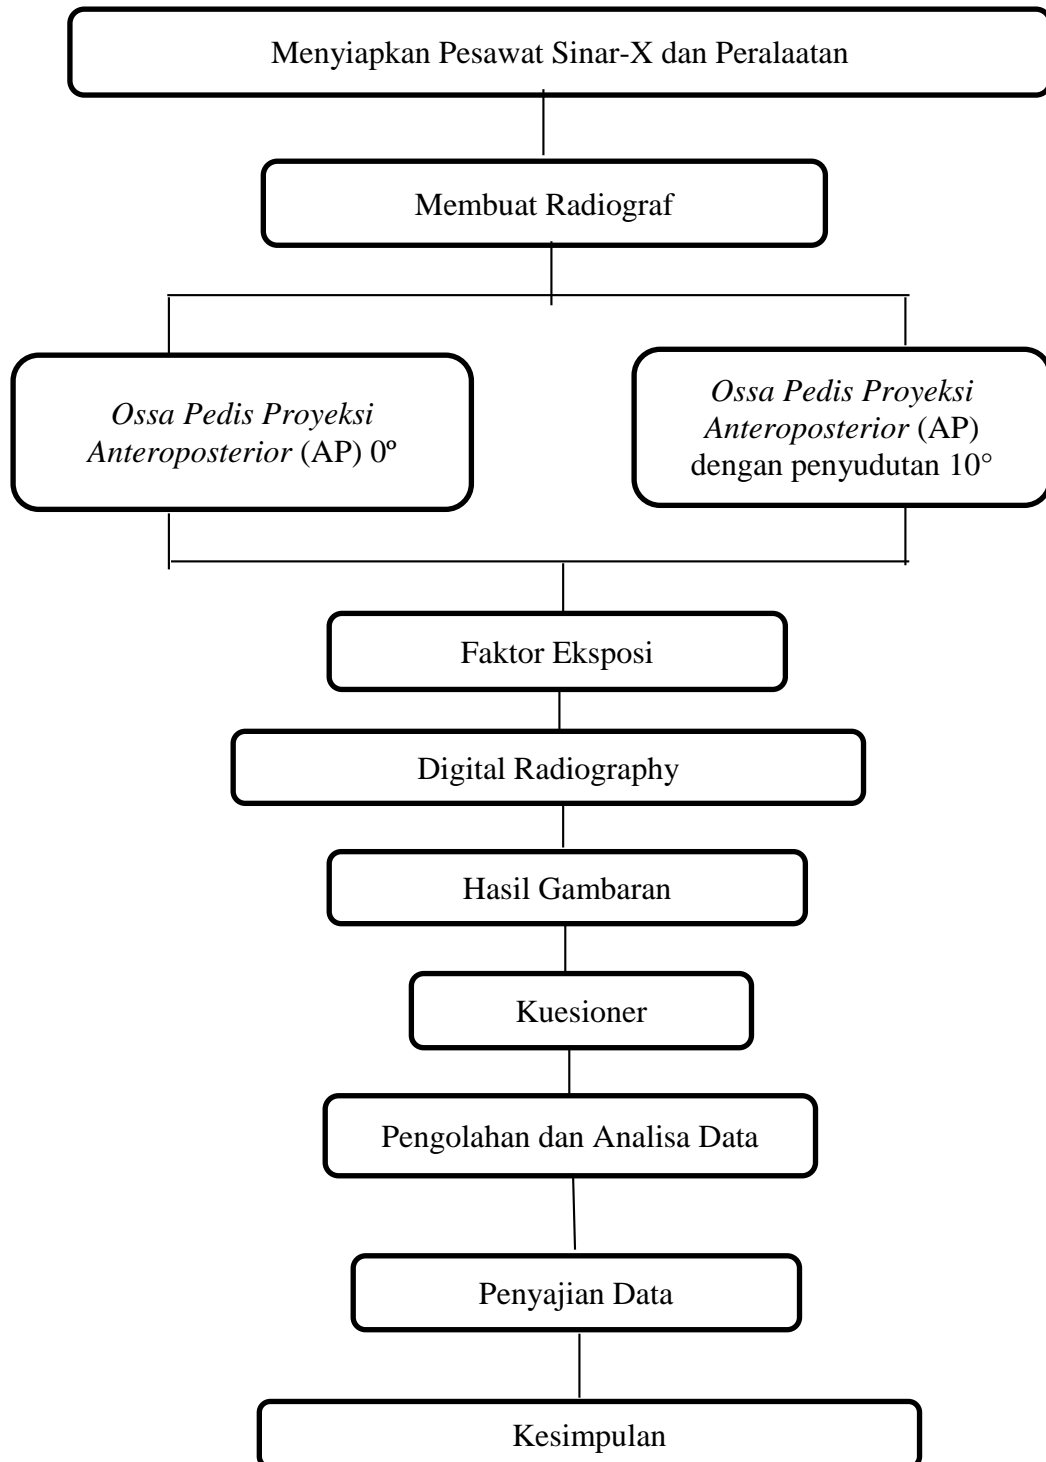 Menyiapkan Pesawat Sinar-X dan Peralaatan
Membuat Radiograf
Ossa Pedis Proyeksi
Anteroposterior (AP) 0º
Ossa Pedis Proyeksi
Anteroposterior (AP)
dengan penyudutan 10°
Faktor Eksposi
Digital Radiography
Hasil Gambaran
Kuesioner
Pengolahan dan Analisa Data
Penyajian Data
Kesimpulan